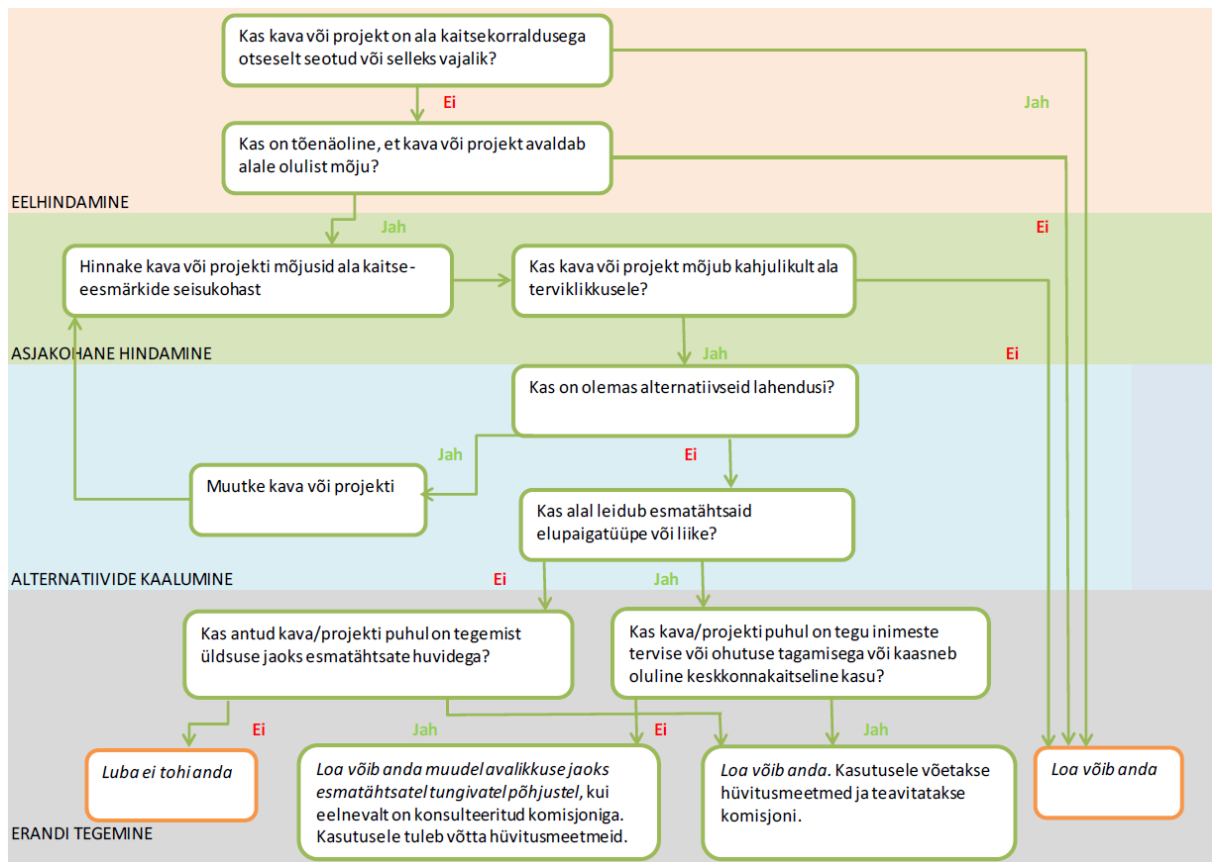 Kas kava või projekt on ala kaitsekorraldusega
otseselt seotud või selleks vajalik?
Ei
Jah
Kas on tõenäoline, et kava või projekt avaldab
alale olulist mõju?
EELHINDAMINE
Jah
Ei
Hinnake kava või projekti mõjusid ala kaitse-
eesmärkide seisukohast
Kas kava või projekt mõjub kahjulikult ala
terviklikkusele?
ASJAKOHANE HINDAMINE
Jah
Ei
Kas on olemas alternatiivseid lahendusi?
Jah
Ei
Muutke kava või projekti
Kas alal leidub esmatähtsaid
elupaigatüüpe või liike?
ALTERNATIIVIDE KAALUMINE
Ei
Jah
Kas antud kava/projekti puhul on tegemist
üldsuse jaoks esmatähtsate huvidega?
Kas kava/projekti puhul on tegu inimeste
tervise või ohutuse tagamisega või kaasneb
oluline keskkonnakaitseline kasu?
Ei
Jah
Ei
Jah
Luba ei tohi anda
Loa võib anda muudel avalikkuse jaoks
esmatähtsatel tungivatel põhjustel, kui
eelnevalt on konsulteeritud komisjoniga.
Kasutusele tuleb võtta hüvitusmeetmeid.
Loa võib anda. Kasutusele võetakse
hüvitusmeetmed ja teavitatakse
komisjoni.
Loa võib anda
ERANDI TEGEMINE